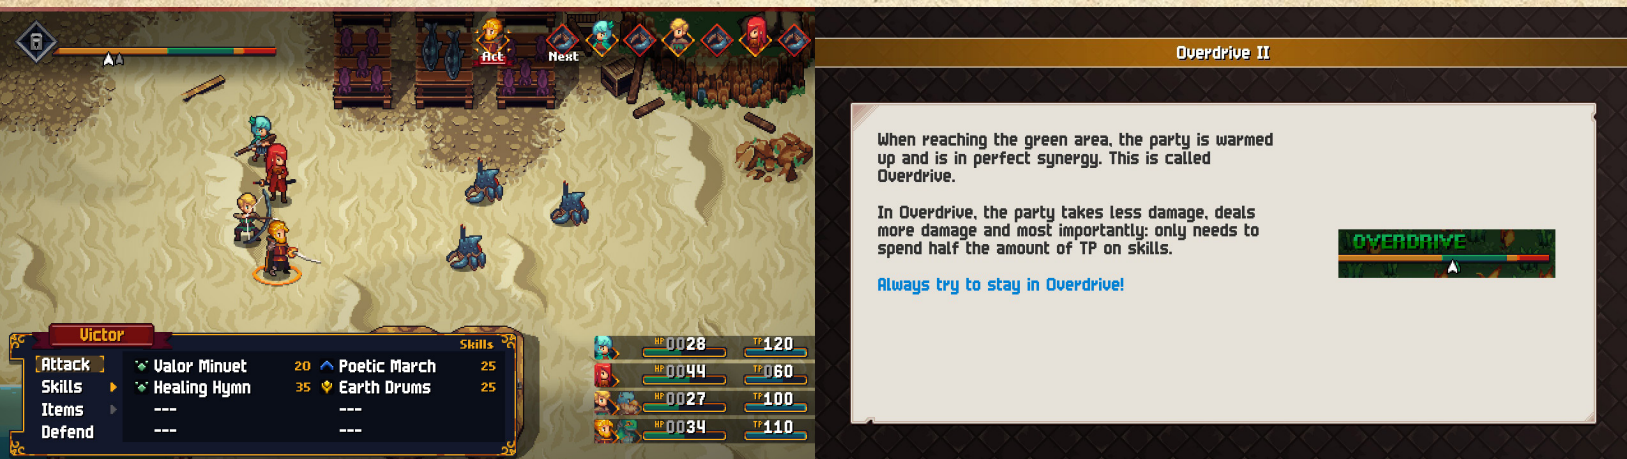 Act
Next
Victor
Skills
Attack
Valor Minuet 20 Poetic March 25
Skills
Healing Hymn 35 Earth Drums 25
Items
--- ---
Defend
--- ---
HP 0028 TP 120
HP 0044 TP 060
HP 0027 TP 100
HP 0034 TP 110
Overdrive II
When reaching the green area, the party is warmed
up and is in perfect synergy. This is called
Overdrive.
In Overdrive, the party takes less damage, deals
more damage and most importantly: only needs to
spend half the amount of TP on skills.
Always try to stay in Overdrive!
OVERDRIVE